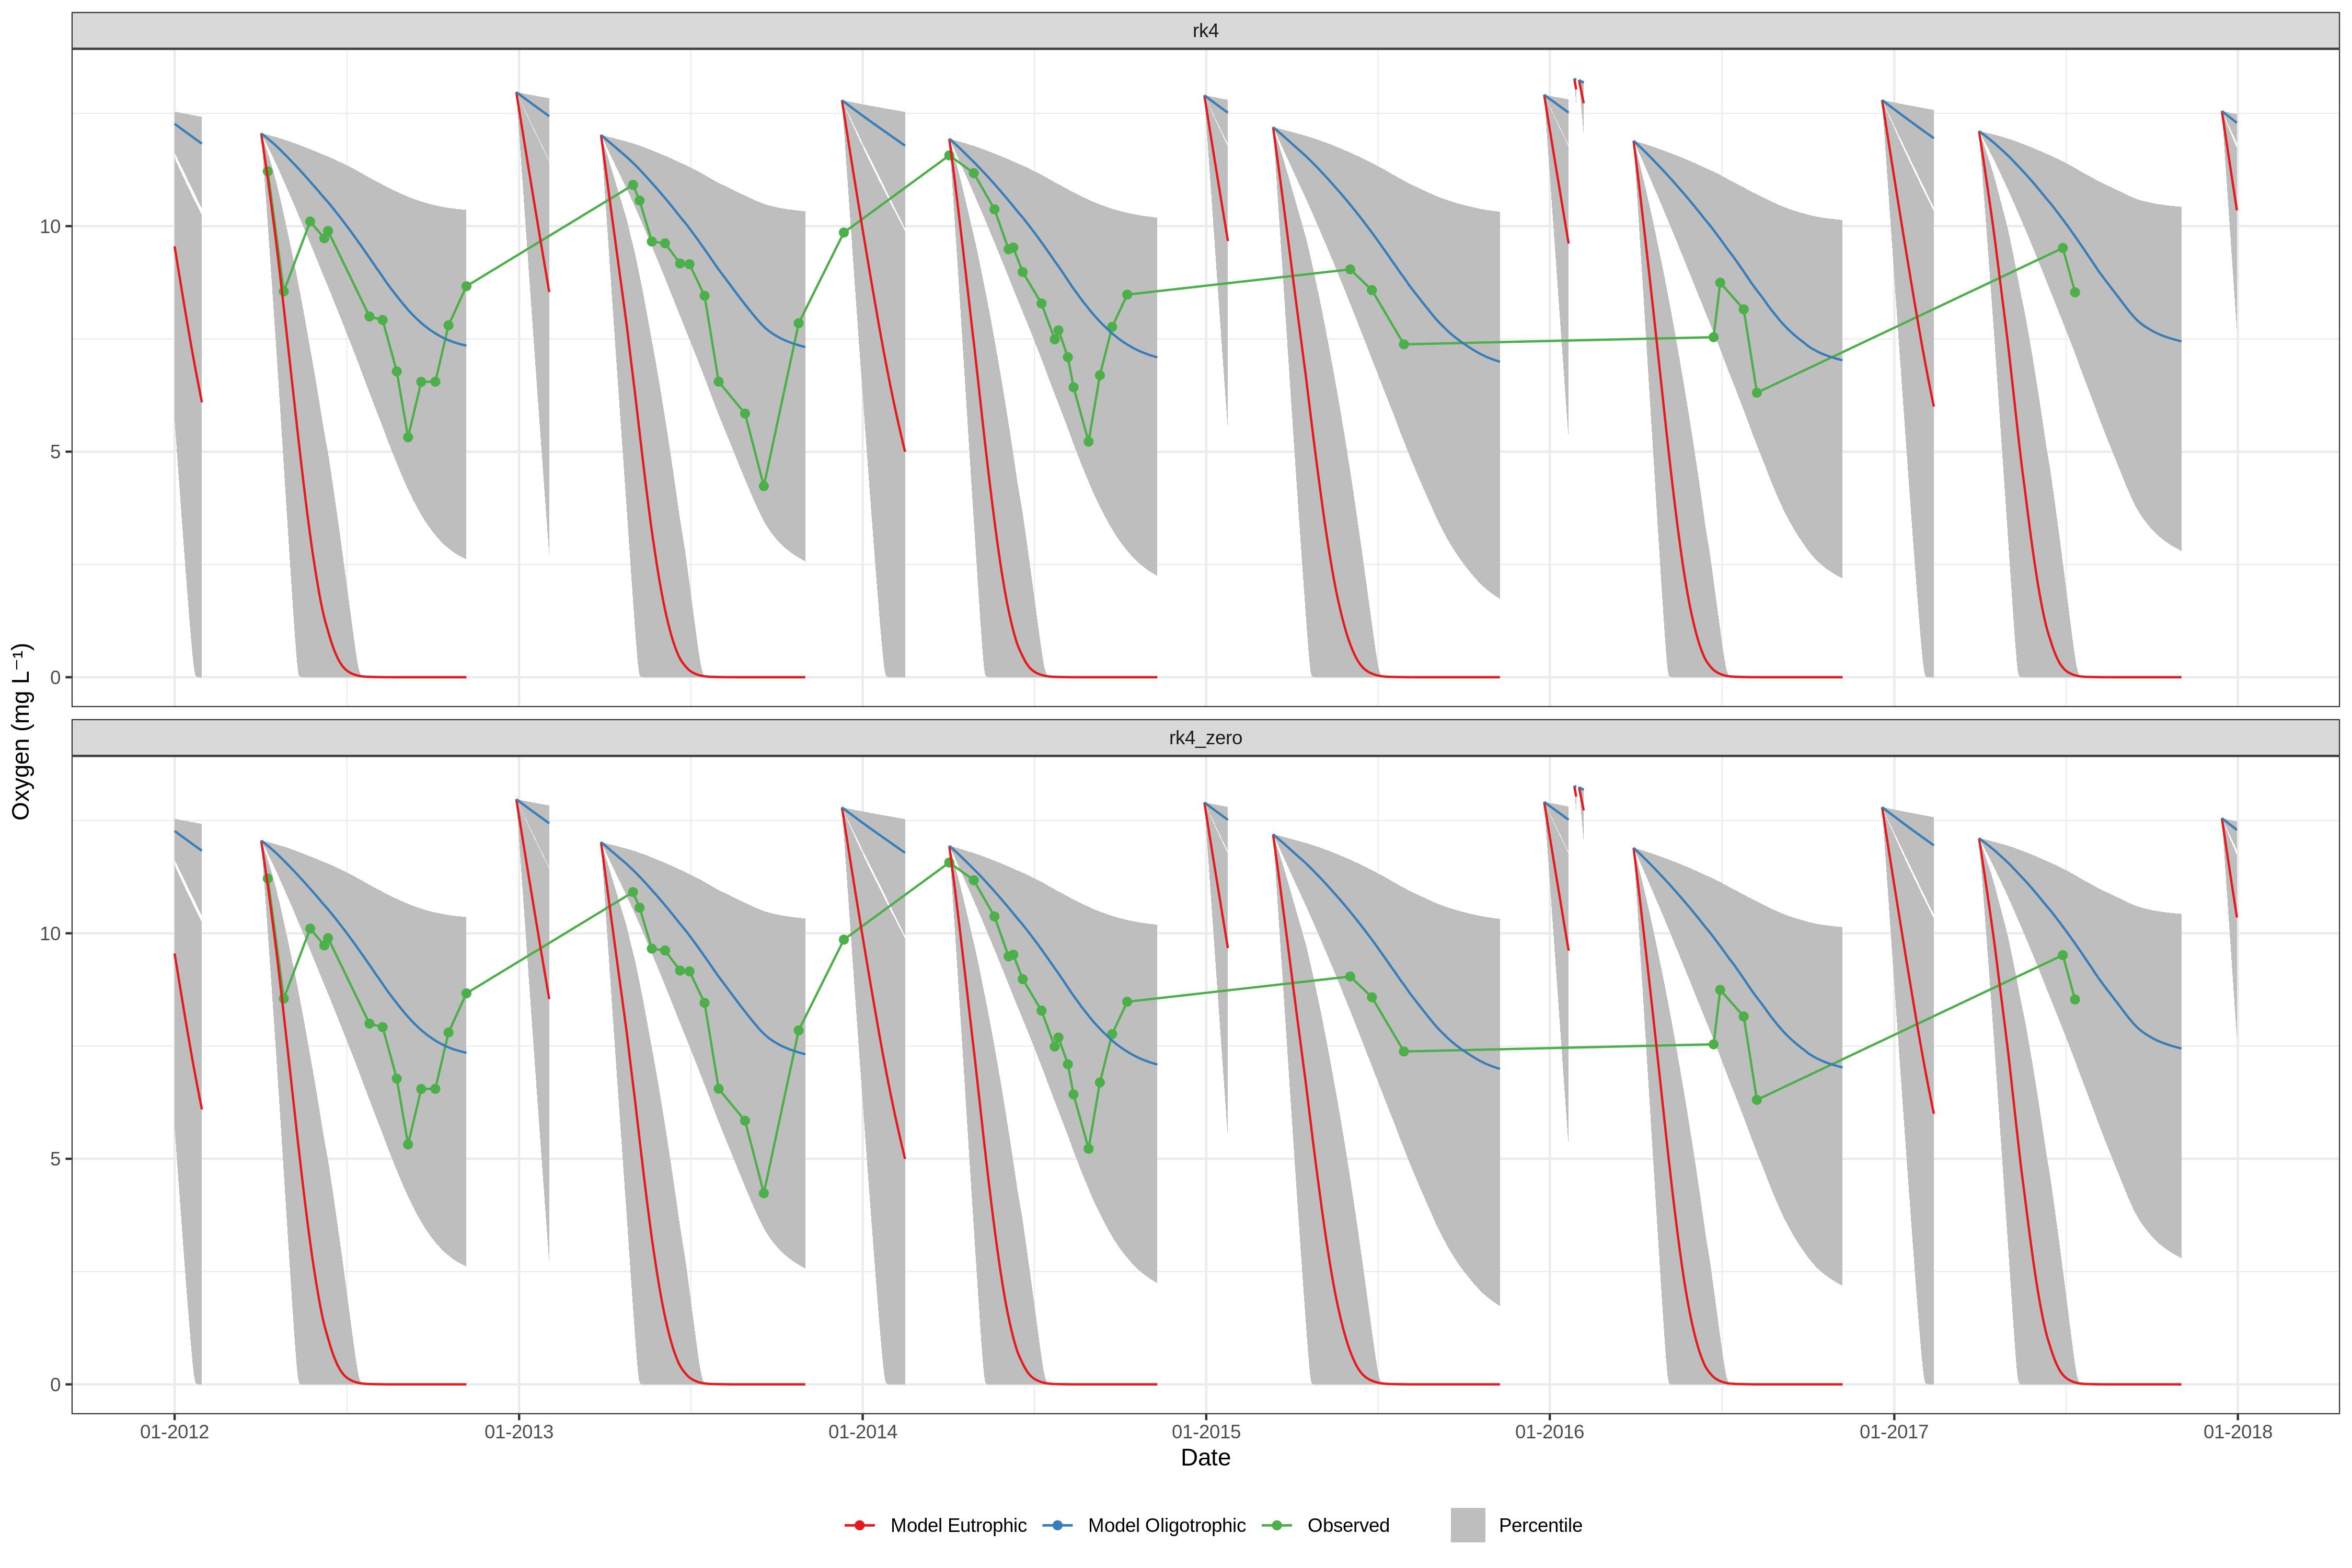 rk4
10
5
0
rk4_zero
10
5
0
Oxygen (mg L⁻¹)
01-2012 01-2013 01-2014 01-2015 01-2016 01-2017 01-2018
Date
Model Eutrophic Model Oligotrophic Observed Percentile